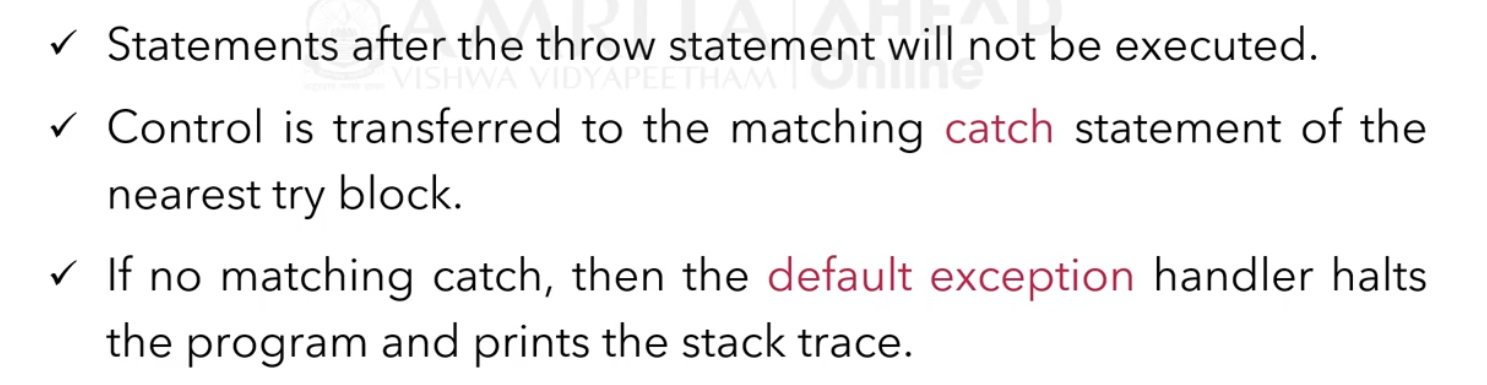 AMRITA AHEAD
VISHWA VIDYAPEETHAM Online
✓ Statements after the throw statement will not be executed.
✓ Control is transferred to the matching catch statement of the
nearest try block.
✓ If no matching catch, then the default exception handler halts
the program and prints the stack trace.